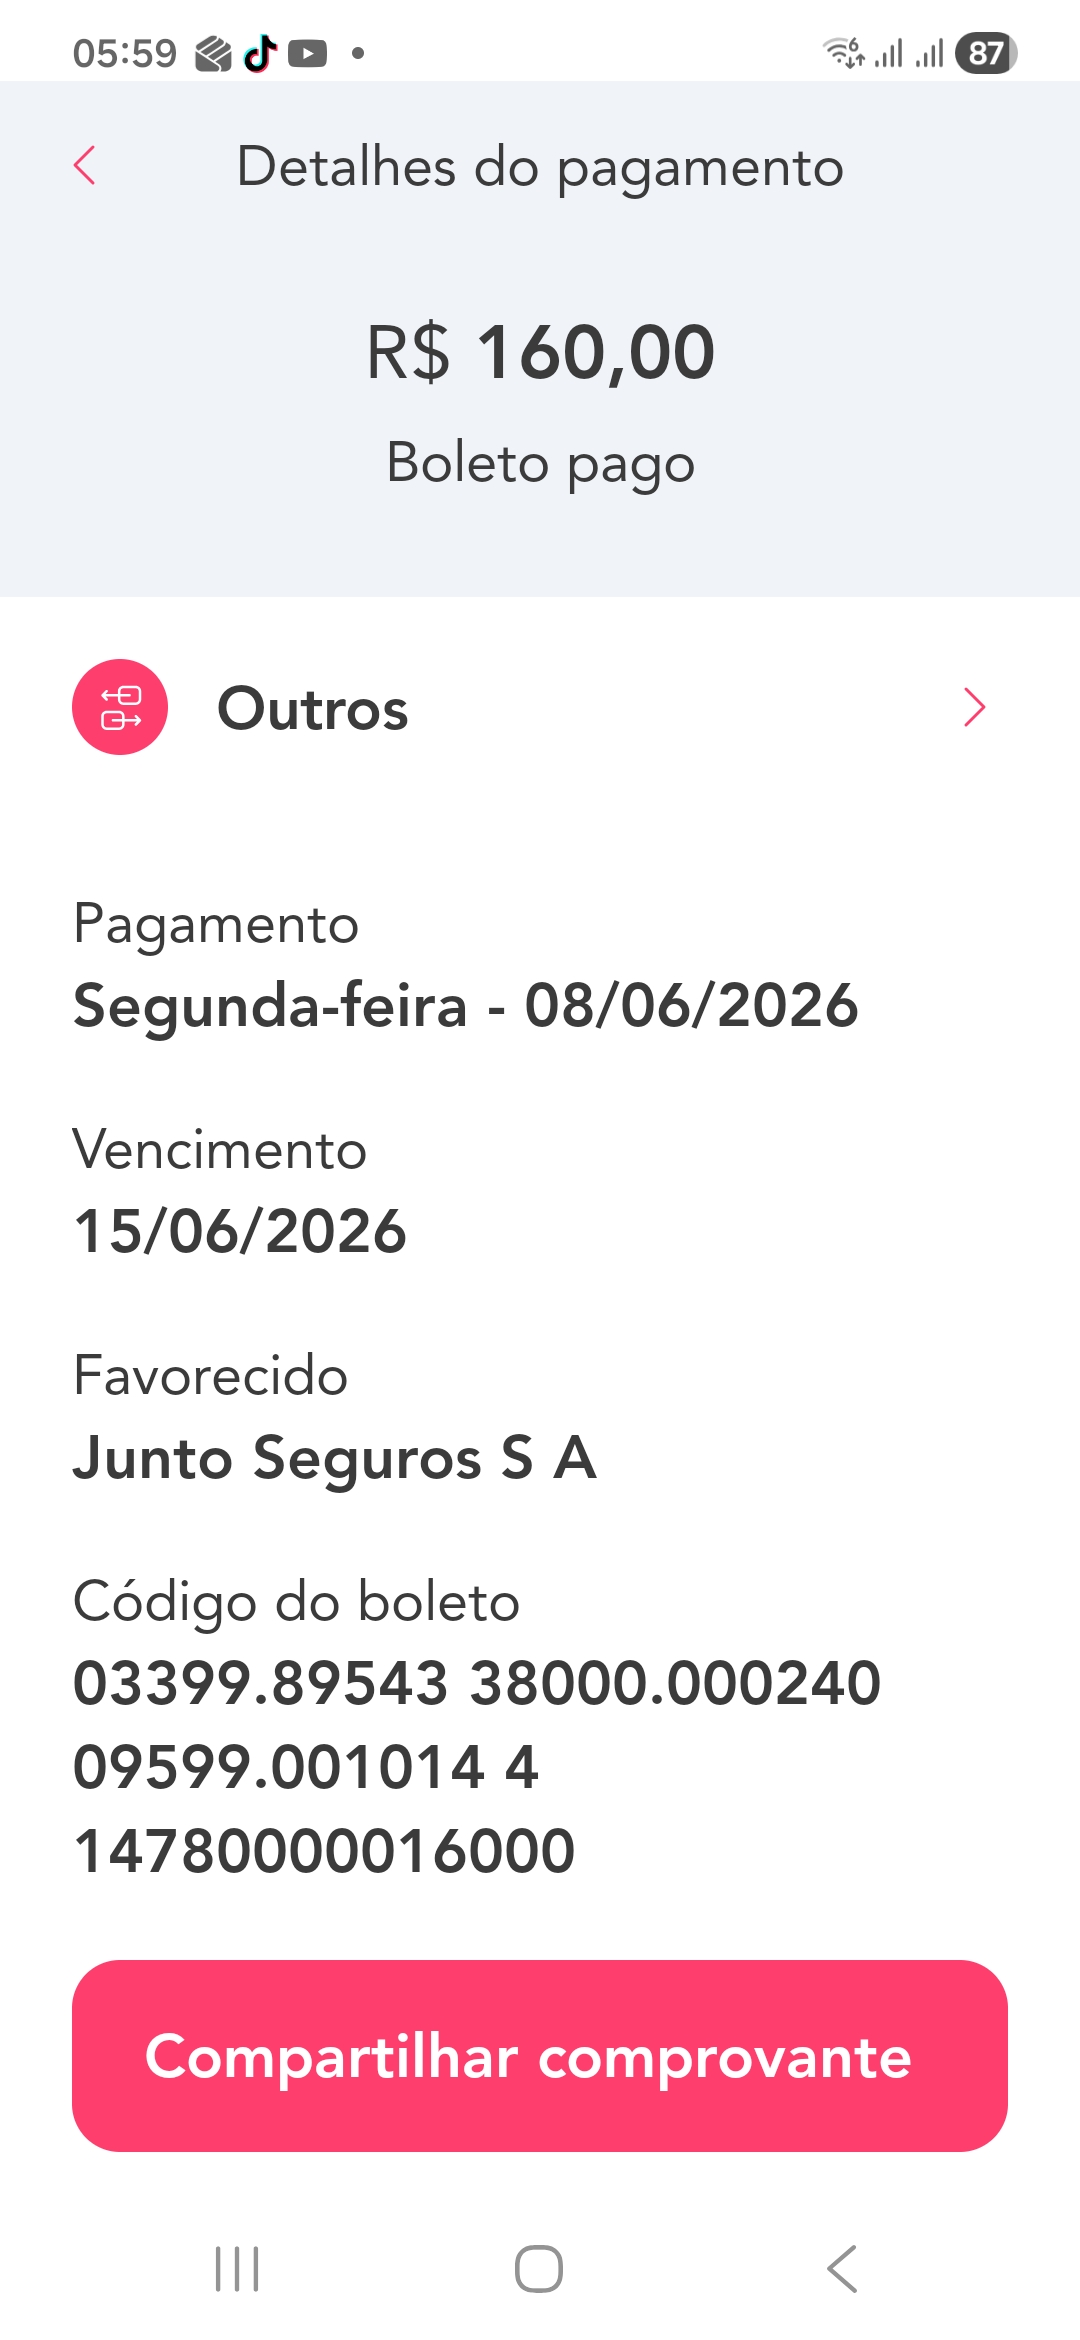 05:59
87
Detalhes do pagamento
R$ 160,00
Boleto pago
Outros
Pagamento
Segunda-feira - 08/06/2026
Vencimento
15/06/2026
Favorecido
Junto Seguros S A
Código do boleto
03399.89543 38000.000240
09599.001014 4
14780000016000
Compartilhar comprovante